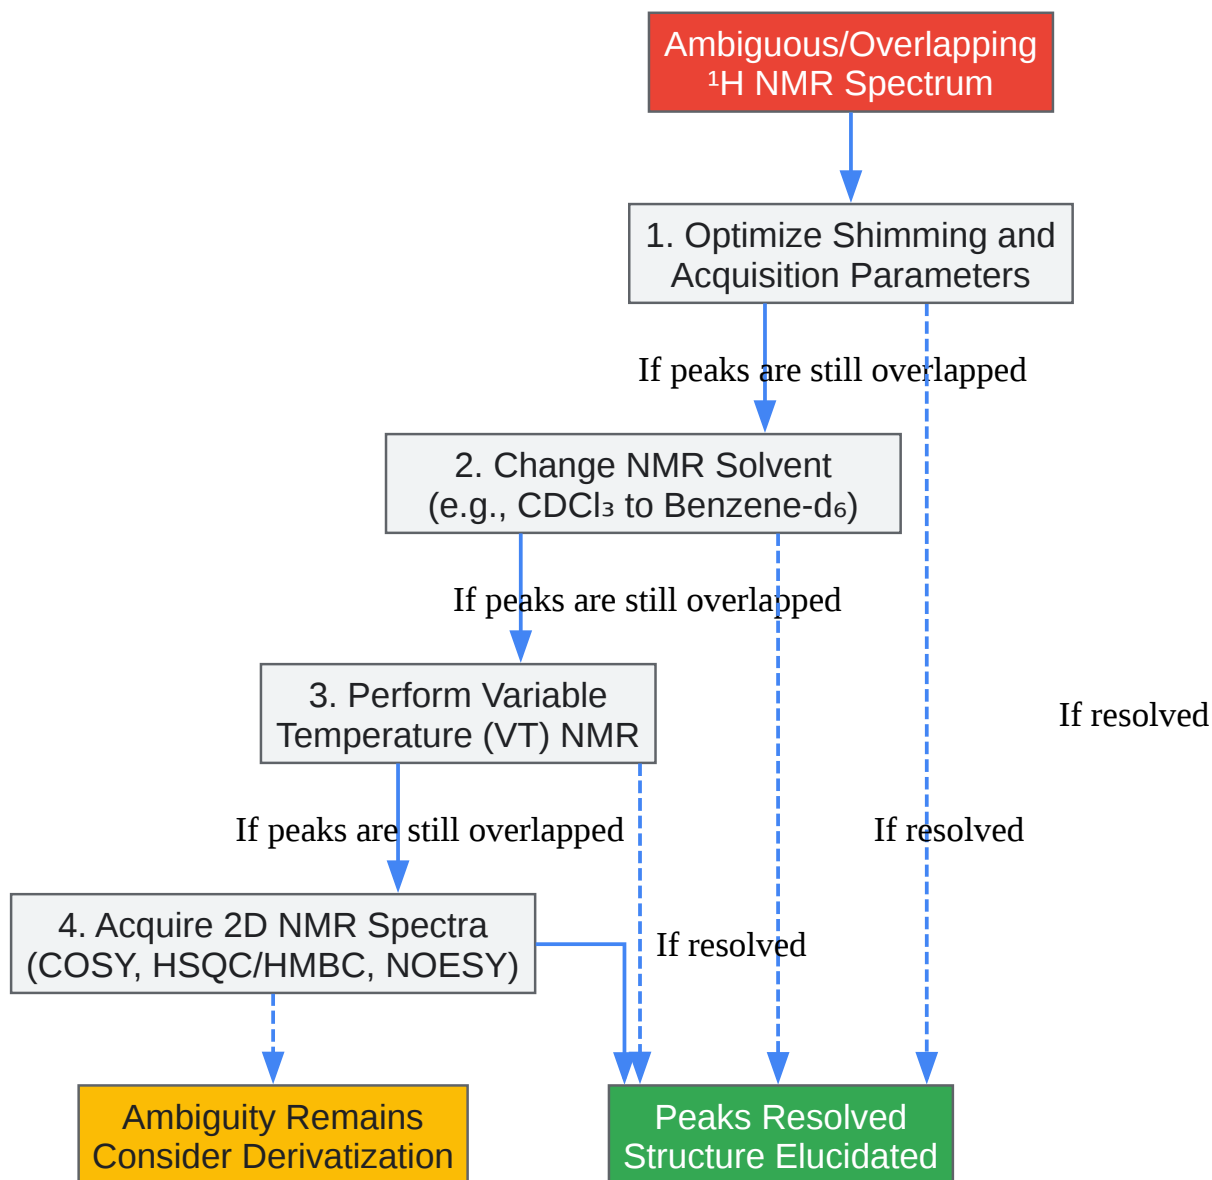 Ambiguous/Overlapping
¹H NMR Spectrum
1. Optimize Shimming and
Acquisition Parameters
If peaks are still overlapped
2. Change NMR Solvent
(e.g., CDCl₃ to Benzene-d₆)
If peaks are still overlapped
3. Perform Variable
Temperature (VT) NMR
If resolved
If peaks are still overlapped
If resolved
4. Acquire 2D NMR Spectra
(COSY, HSQC/HMBC, NOESY)
If resolved
Ambiguity Remains
Consider Derivatization
Peaks Resolved
Structure Elucidated